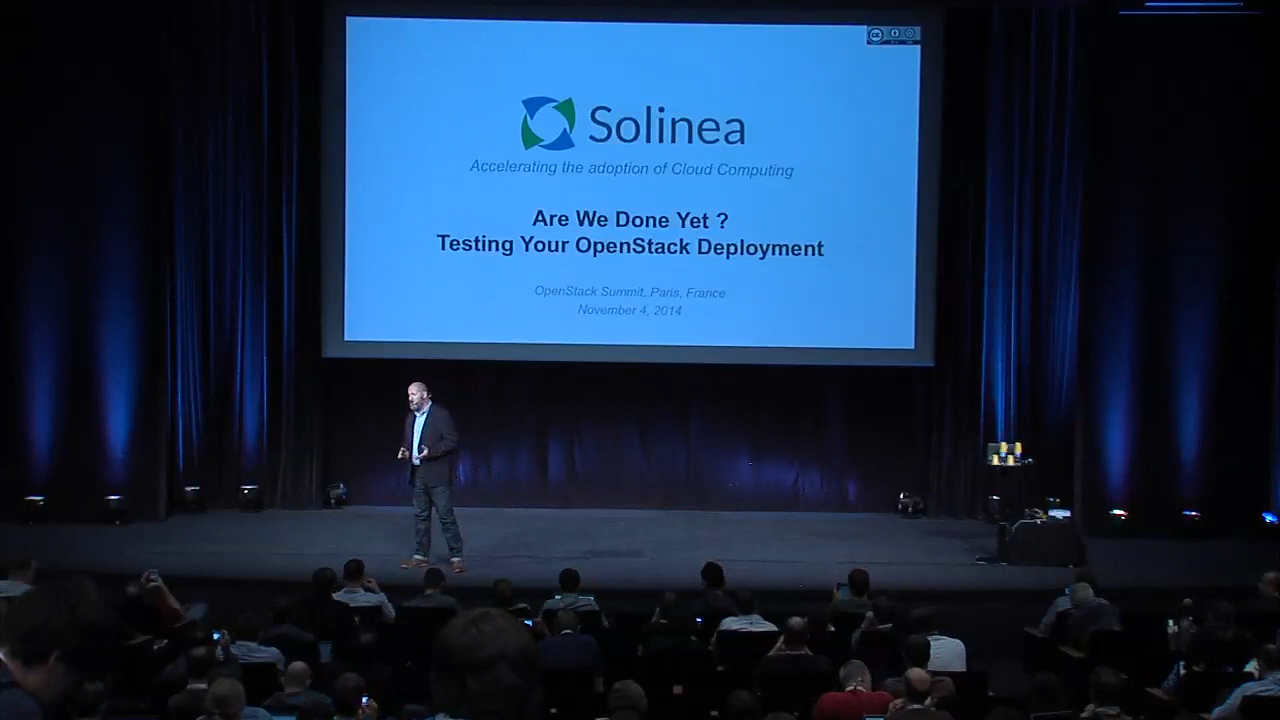 Solinea
Accelerating the adoption of Cloud Computing
Are We Done Yet ?
Testing Your OpenStack Deployment
OpenStack Summit, Paris, France
November 4, 2014